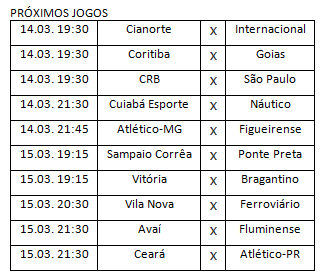 PRÓXIMOS JOGOS
14.03. 19:30 Cianorte X Internacional
14.03. 19:30 Coritiba X Goias
14.03. 19:30 CRB X São Paulo
14.03. 21:30 Cuiabá Esporte X Náutico
14.03. 21:45 Atlético-MG X Figueirense
15.03. 19:15 Sampaio Corrêa X Ponte Preta
15.03. 19:15 Vitória X Bragantino
15.03. 20:30 Vila Nova X Ferroviário
15.03. 21:30 Avaí X Fluminense
15.03. 21:30 Ceará X Atlético-PR